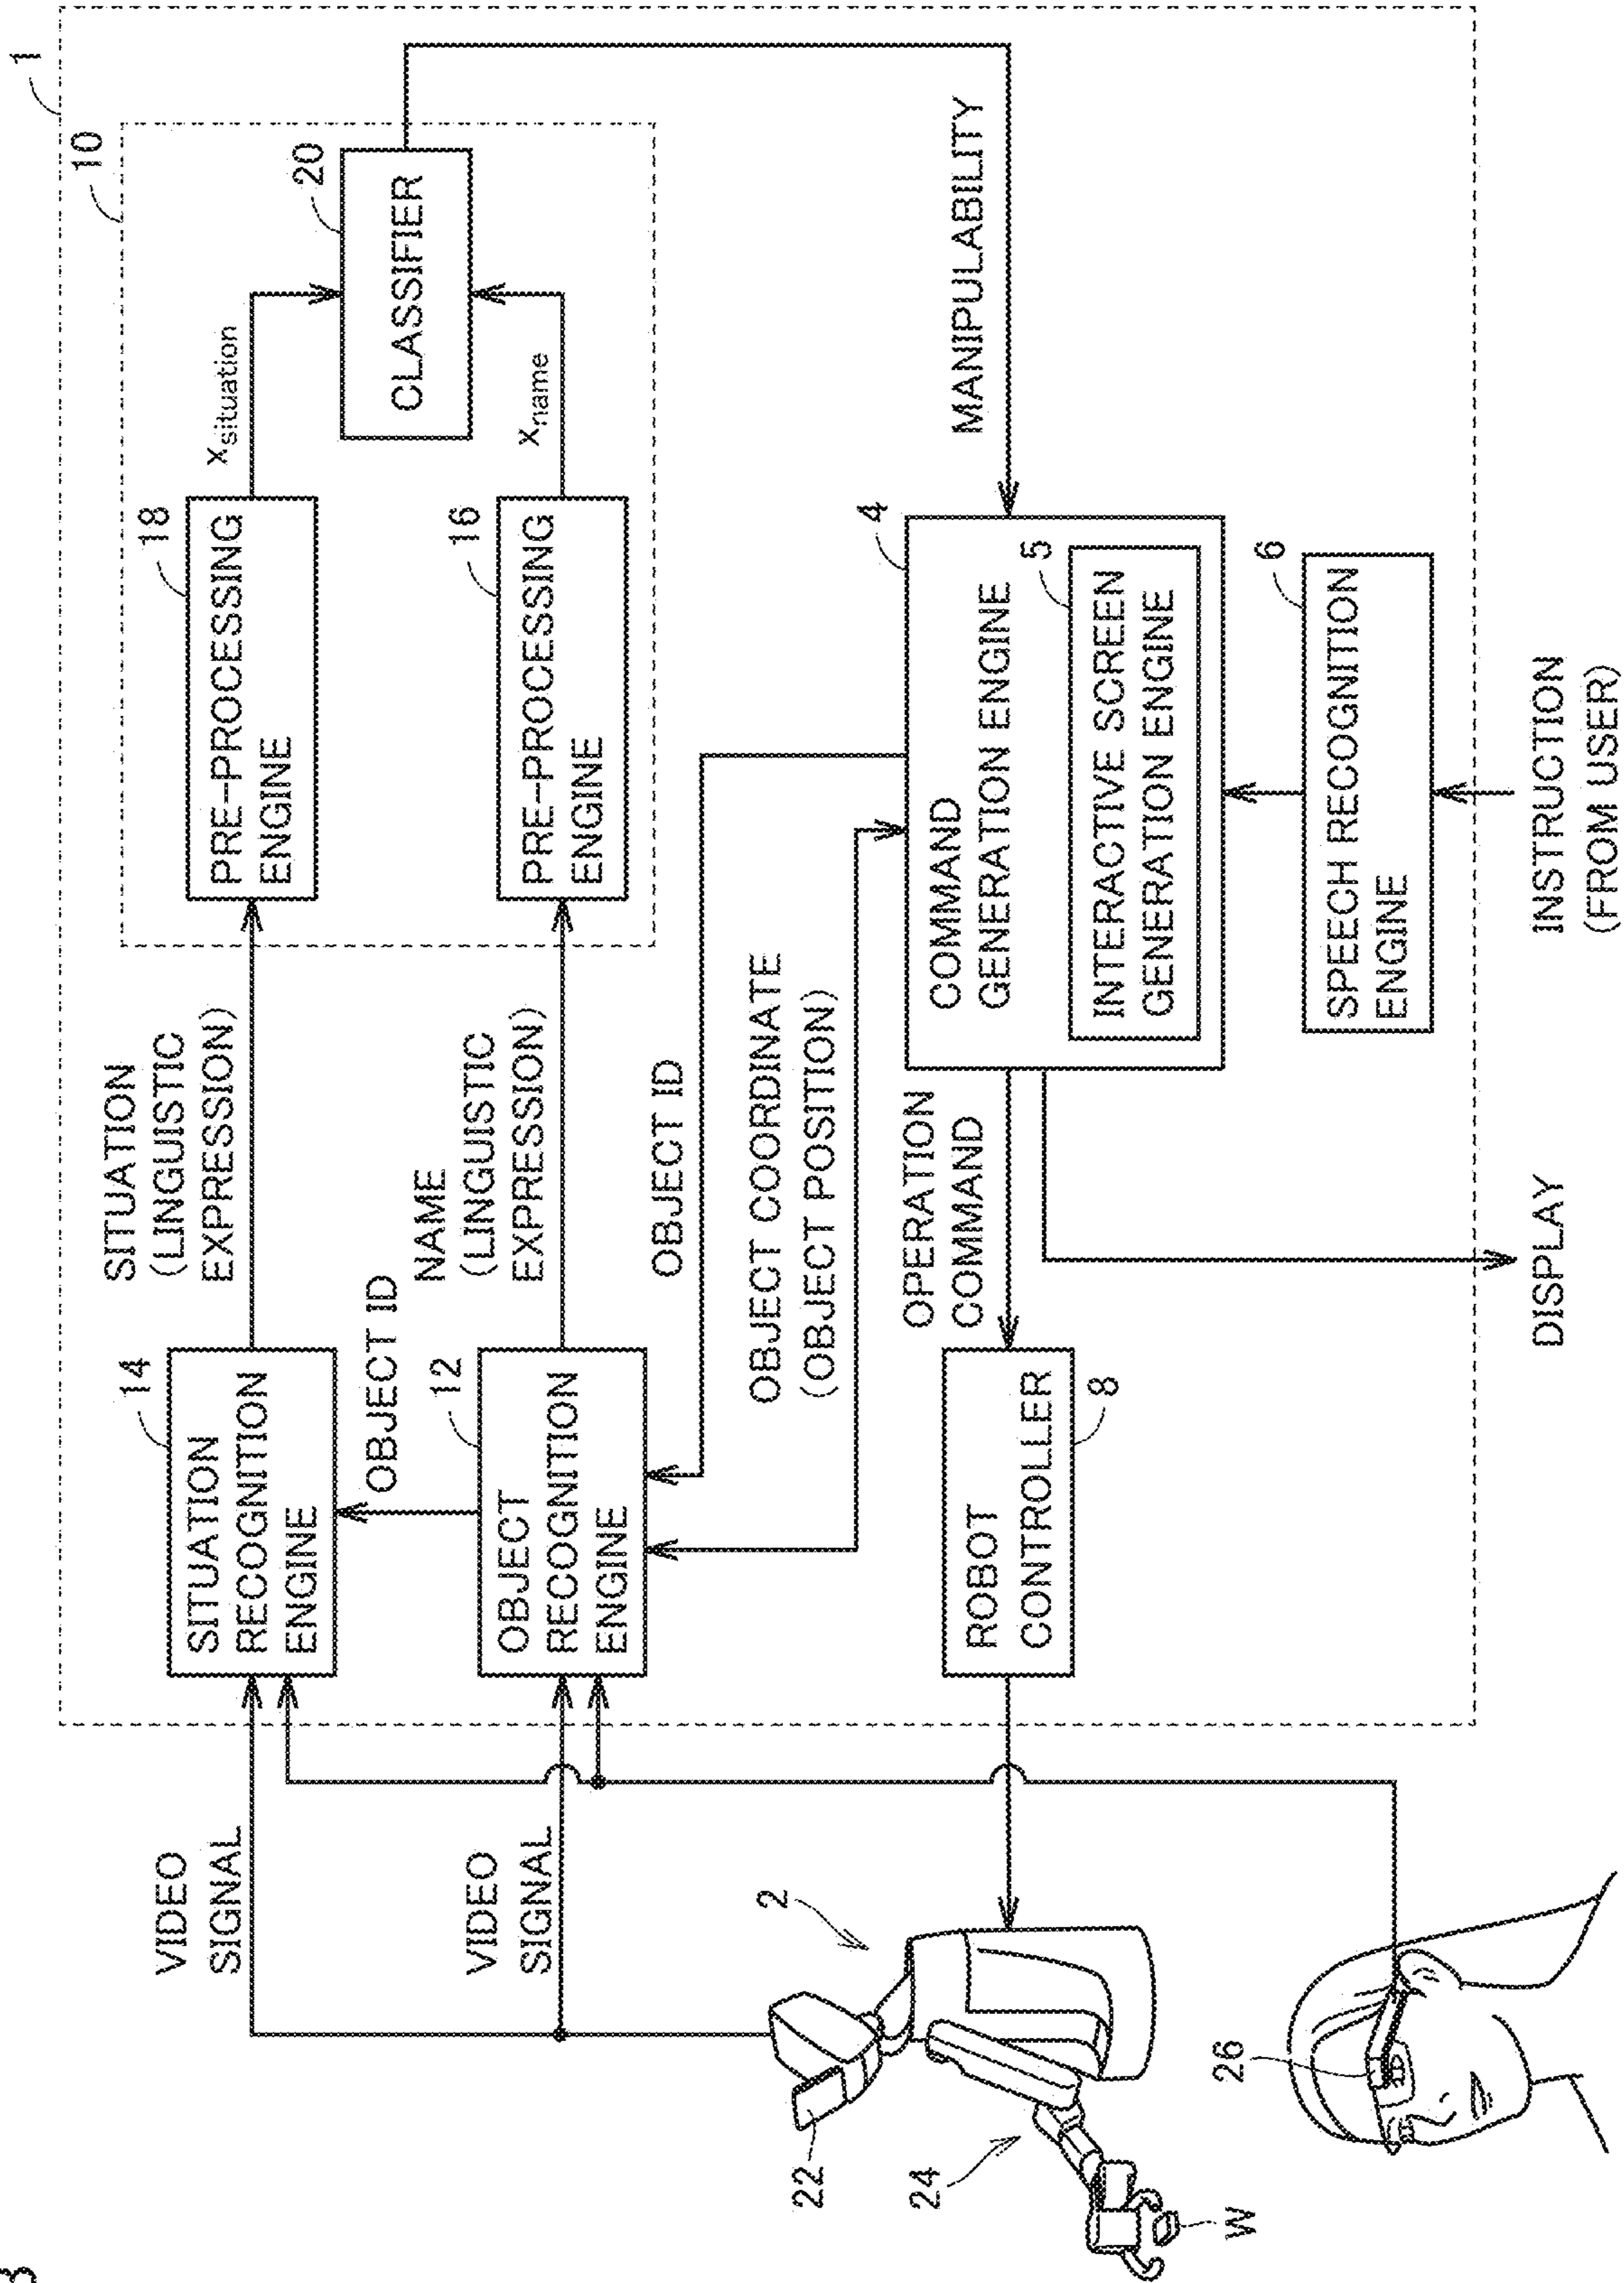 3
1
10
VIDEO
SIGNAL
14
SITUATION
RECOGNITION
ENGINE
SITUATION
(LINGUISTIC
EXPRESSION)
18
PRE-PROCESSING
ENGINE
Xsituation
20
CLASSIFIER
OBJECT ID
VIDEO
SIGNAL
12
OBJECT
RECOGNITION
ENGINE
NAME
(LINGUISTIC
EXPRESSION)
16
PRE-PROCESSING
ENGINE
Xname
OBJECT ID
OBJECT COORDINATE
(OBJECT POSITION)
MANIPULABILITY
22
2
24
W
ROBOT
CONTROLLER
8
OPERATION
COMMAND
4
COMMAND
GENERATION ENGINE
5
INTERACTIVE SCREEN
GENERATION ENGINE
6
SPEECH RECOGNITION
ENGINE
26
DISPLAY
INSTRUCTION
(FROM USER)